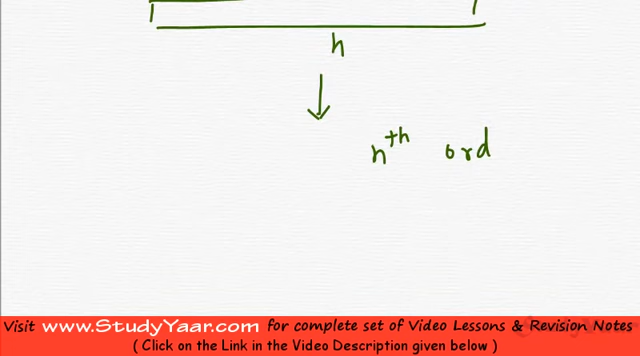 n
nth ord
Visit www.StudyYaar.com for complete set of Video Lessons & Revision Notes
( Click on the Link in the Video Description given below )